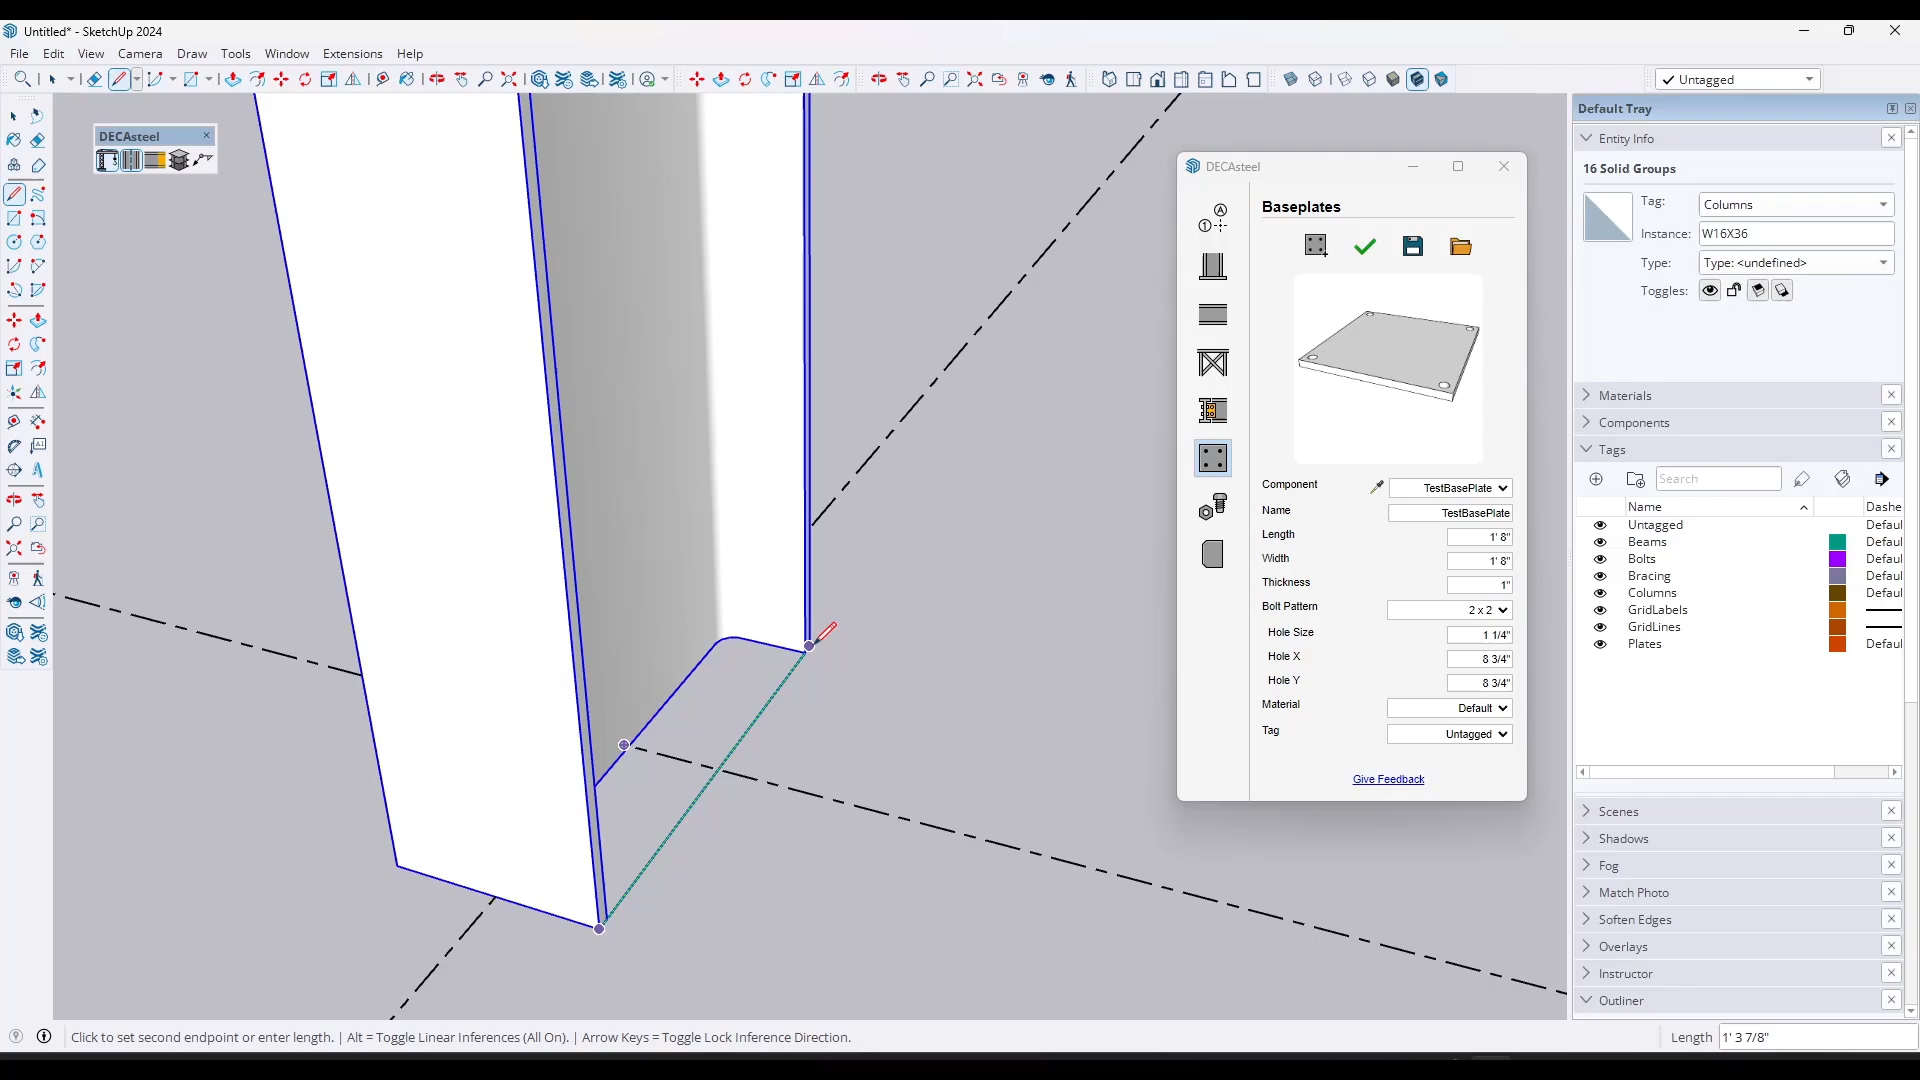 Untitled* - SketchUp 2024
File Edit View Camera Draw Tools Window Extensions Help
Untagged
DECAsteel
DECAsteel
Baseplates
Component TestBasePlate
Name TestBasePlate
Length 1' 8"
Width 1' 8"
Thickness 1"
Bolt Pattern 2 x 2
Hole Size 1 1/4"
Hole X 8 3/4"
Hole Y 8 3/4"
Material Default
Tag Untagged
Give Feedback
Default Tray
Entity Info
16 Solid Groups
Tag: Columns
Instance: W16X36
Type: Type: <undefined>
Toggles:
Materials
Components
Tags
Search
Name Dashe
Untagged Defaul
Beams Defaul
Bolts Defaul
Bracing Defaul
Columns Defaul
GridLabels
GridLines
Plates Defaul
Scenes
Shadows
Fog
Match Photo
Soften Edges
Overlays
Instructor
Outliner
Click to set second endpoint or enter length. | Alt = Toggle Linear Inferences (All On). | Arrow Keys = Toggle Lock Inference Direction.
Length 1' 3 7/8"